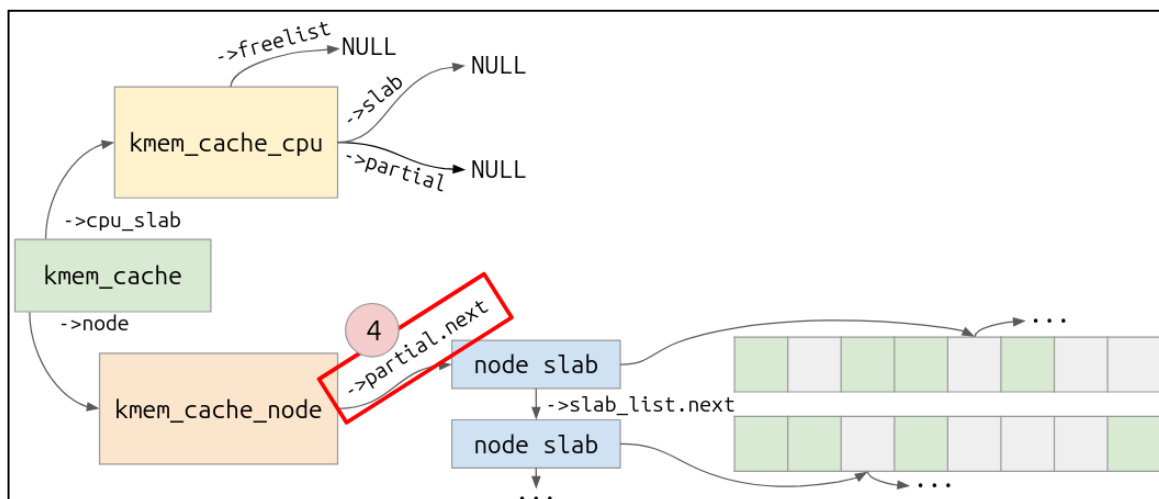 ->freelist
NULL
->slab
NULL
kmem_cache_cpu
->partial
NULL
->cpu_slab
kmem_cache
->node
4
->partial.next
...
node slab
kmem_cache_node
->slab_list.next
node slab
...
...